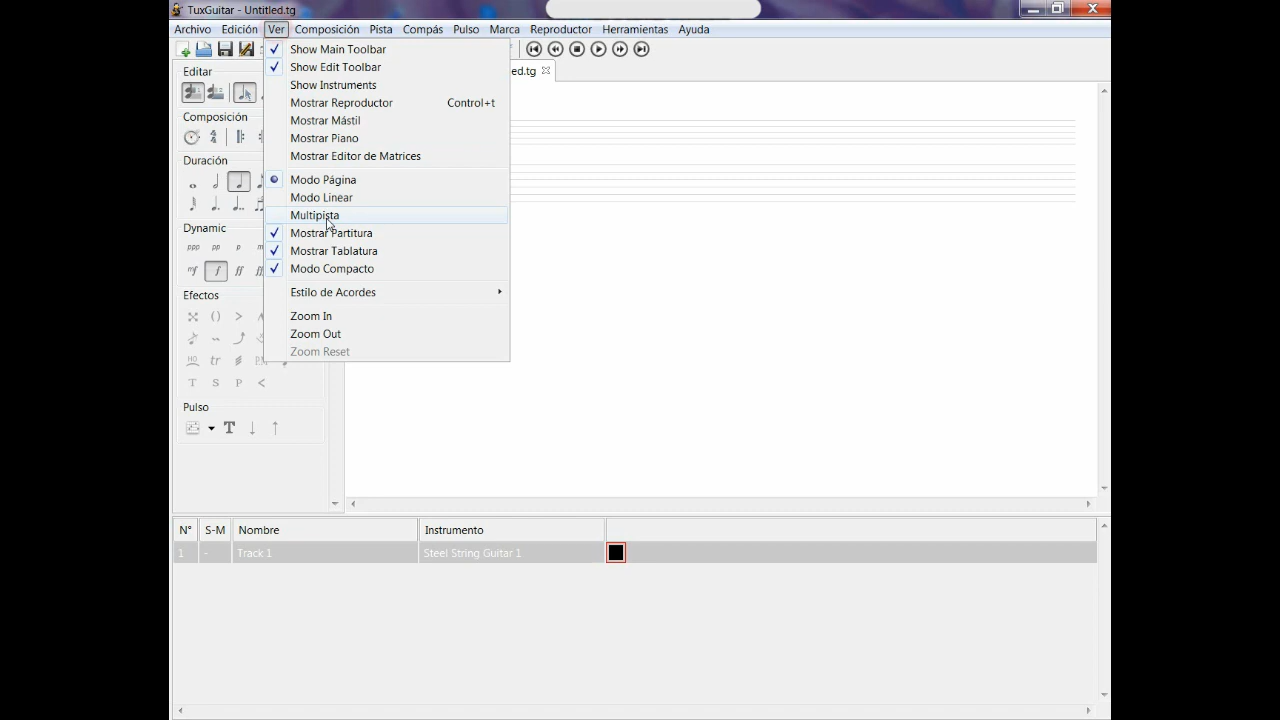 TuxGuitar - Untitled.tg
Archivo Edición Ver Composición Pista Compás Pulso Marca Reproductor Herramientas Ayuda
Editar
Composición
Duración
Dynamic
ppp pp p
mf f ff
Efectos
HO tr
T S P <
Pulso
T
Show Main Toolbar
Show Edit Toolbar
Show Instruments
Mostrar Reproductor Control+t
Mostrar Mástil
Mostrar Piano
Mostrar Editor de Matrices
Modo Página
Modo Linear
Multipista
Mostrar Partitura
Mostrar Tablatura
Modo Compacto
Estilo de Acordes
Zoom In
Zoom Out
Zoom Reset
ed.tg
N° S-M Nombre Instrumento
1 - Track 1 Steel String Guitar 1